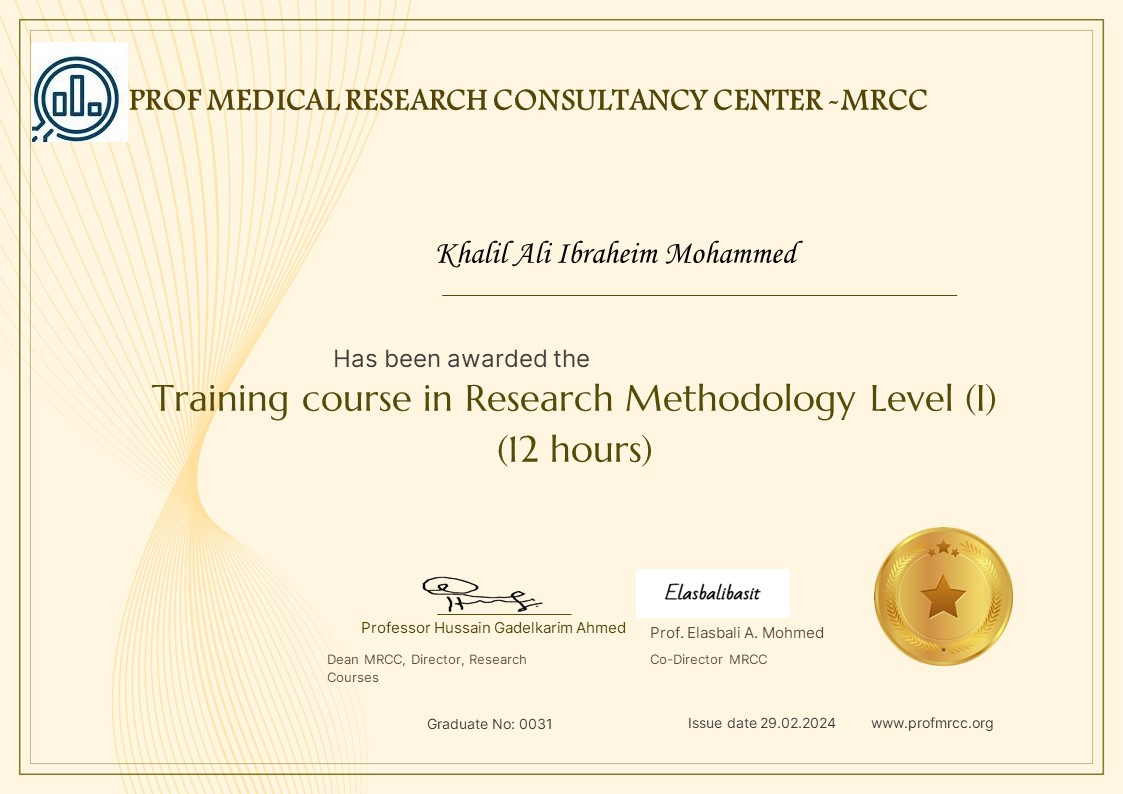 PROF MEDICAL RESEARCH CONSULTANCY CENTER ~MRCC
Khalil Ali Ibraheim Mohammed
Has been awarded the
Training course in Research Methodology Level (I)
(12 hours)
Elasbalibasit
Professor Hussain Gadelkarim Ahmed
Prof. Elasbali A. Mohmed
Dean MRCC, Director, Research
Courses
Co-Director MRCC
Graduate No: 0031
Issue date 29.02.2024
www.profmrcc.org